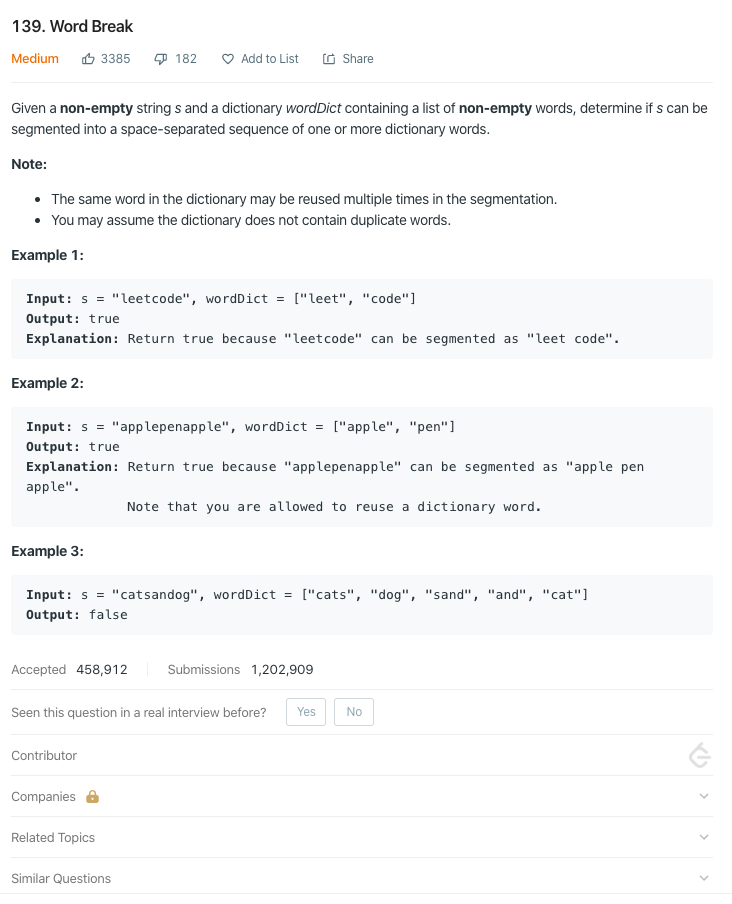 139. Word Break
Medium 3385 182 Add to List Share
Given a non-empty string s and a dictionary wordDict containing a list of non-empty words, determine if s can be
segmented into a space-separated sequence of one or more dictionary words.
Note:
• The same word in the dictionary may be reused multiple times in the segmentation.
• You may assume the dictionary does not contain duplicate words.
Example 1:
Input: s = "leetcode", wordDict = ["leet", "code"]
Output: true
Explanation: Return true because "leetcode" can be segmented as "leet code".
Example 2:
Input: s = "applepenapple", wordDict = ["apple", "pen"]
Output: true
Explanation: Return true because "applepenapple" can be segmented as "apple pen
apple".
Note that you are allowed to reuse a dictionary word.
Example 3:
Input: s = "catsandog", wordDict = ["cats", "dog", "sand", "and", "cat"]
Output: false
Accepted 458,912 Submissions 1,202,909
Seen this question in a real interview before? Yes No
Contributor
Companies
Related Topics
Similar Questions